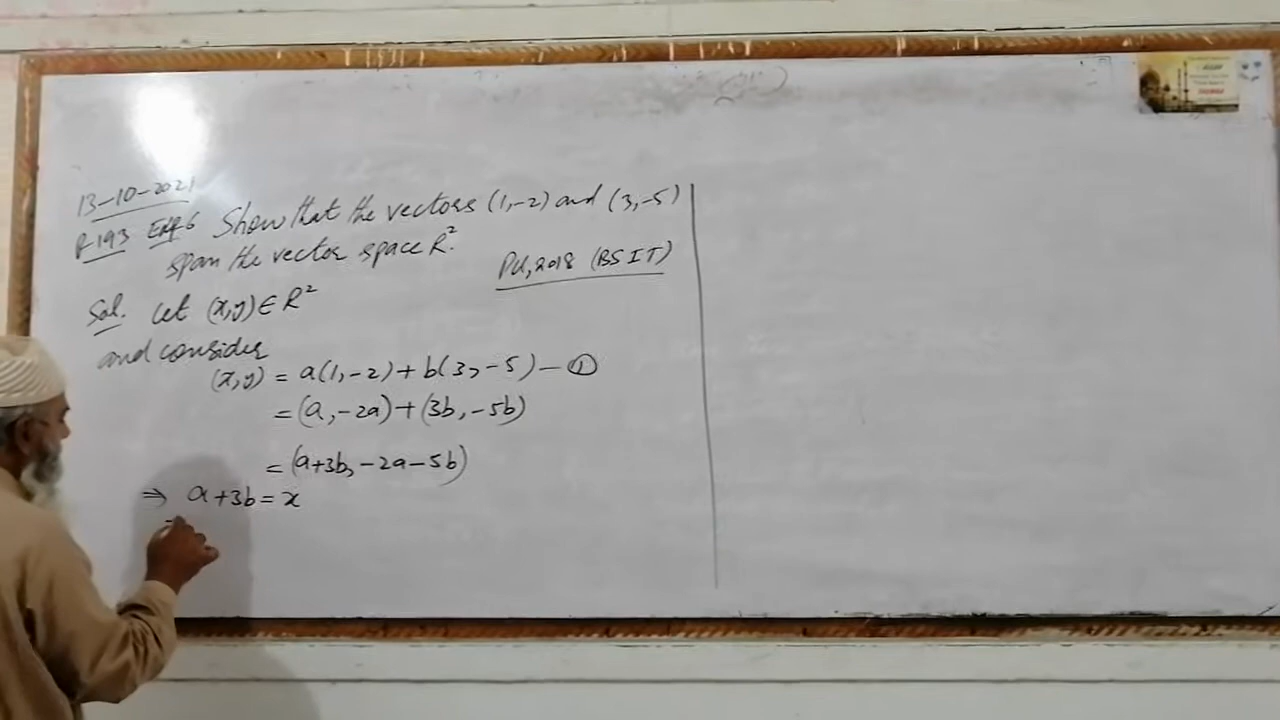 13-10-2021
P-193 Ex#6 Show that the vectors (1,-2) and (3,-5)
span the vector space R².
PU,2018 (BSIT)
Sol. Let (x,y)∈R²
and consider
(x,y) = a(1,-2)+b(3,-5) — ①
= (a,-2a)+(3b,-5b)
= (a+3b,-2a-5b)
⇒ a+3b=x